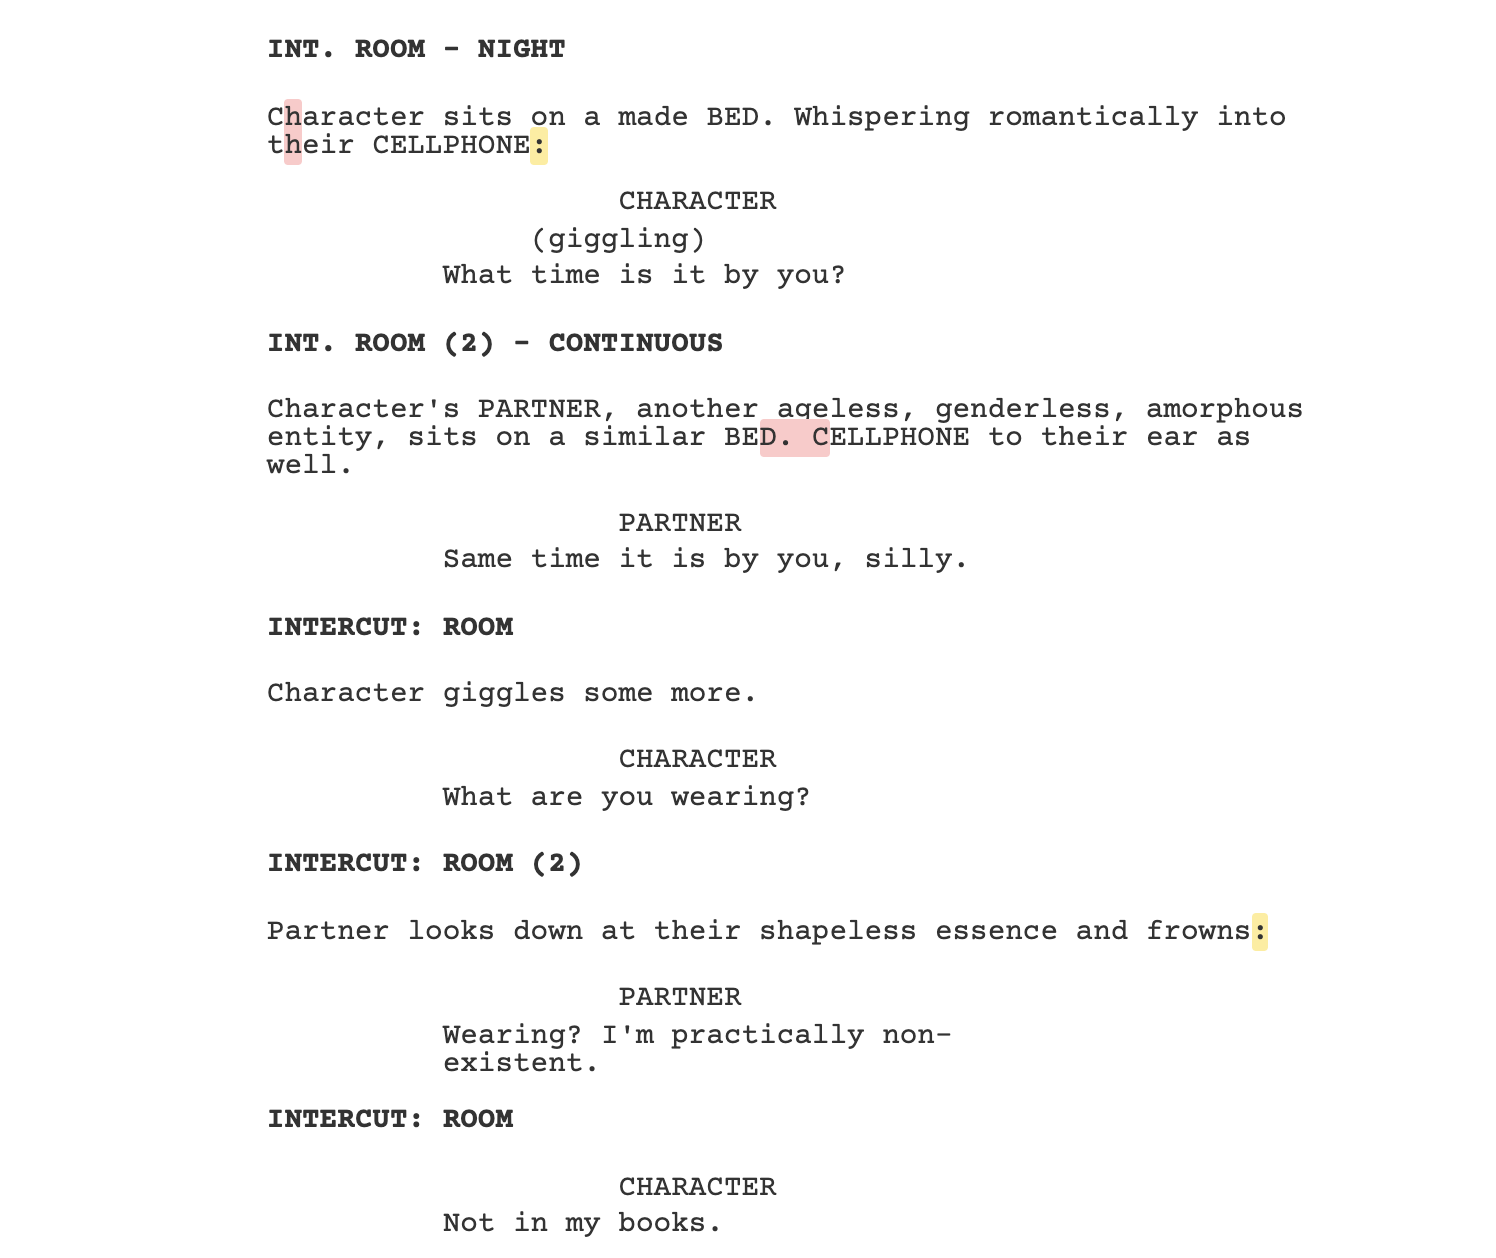 INT. ROOM - NIGHT
Character sits on a made BED. Whispering romantically into
their CELLPHONE:
CHARACTER
(giggling)
What time is it by you?
INT. ROOM (2) - CONTINUOUS
Character's PARTNER, another ageless, genderless, amorphous
entity, sits on a similar BED. CELLPHONE to their ear as
well.
PARTNER
Same time it is by you, silly.
INTERCUT: ROOM
Character giggles some more.
CHARACTER
What are you wearing?
INTERCUT: ROOM (2)
Partner looks down at their shapeless essence and frowns:
PARTNER
Wearing? I'm practically non-
existent.
INTERCUT: ROOM
CHARACTER
Not in my books.